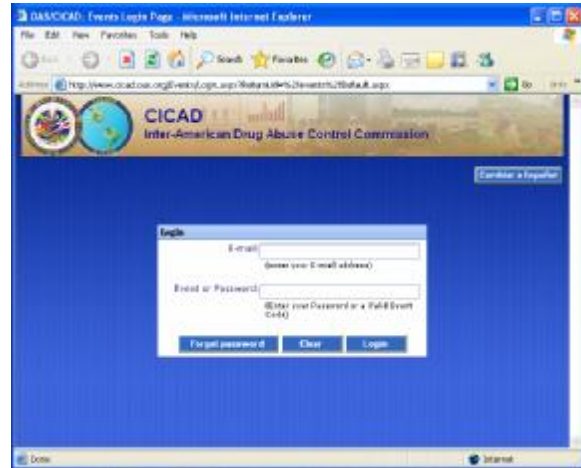 OAS/CICAD: Events Login Page - Microsoft Internet Explorer
File Edit View Favorites Tools Help
Search Favorites
Address
Go
CICAD
Inter-American Drug Abuse Control Commission
Cambiar a Español
Login
E-mail
(enter your E-mail address)
Event or Password
(Enter your Password or a Valid Event
Code)
Forgot password Clear Login
Done Internet